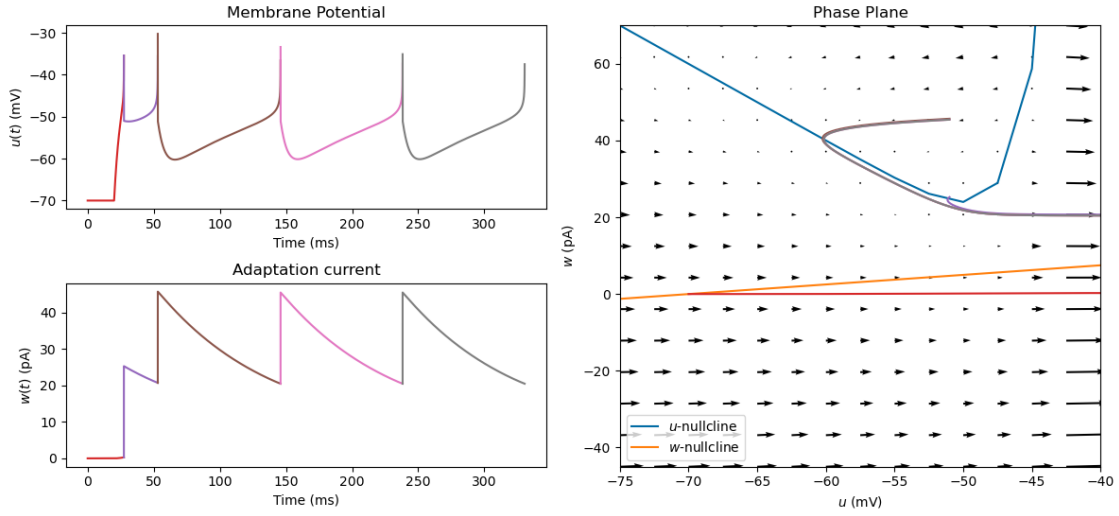 Membrane Potential
−30
−40
−50
−60
−70
u(t) (mV)
0 50 100 150 200 250 300
Time (ms)
Adaptation current
40
30
20
10
0
w(t) (pA)
0 50 100 150 200 250 300
Time (ms)
Phase Plane
60
40
20
0
−20
−40
w (pA)
u-nullcline
w-nullcline
−75 −70 −65 −60 −55 −50 −45 −40
u (mV)